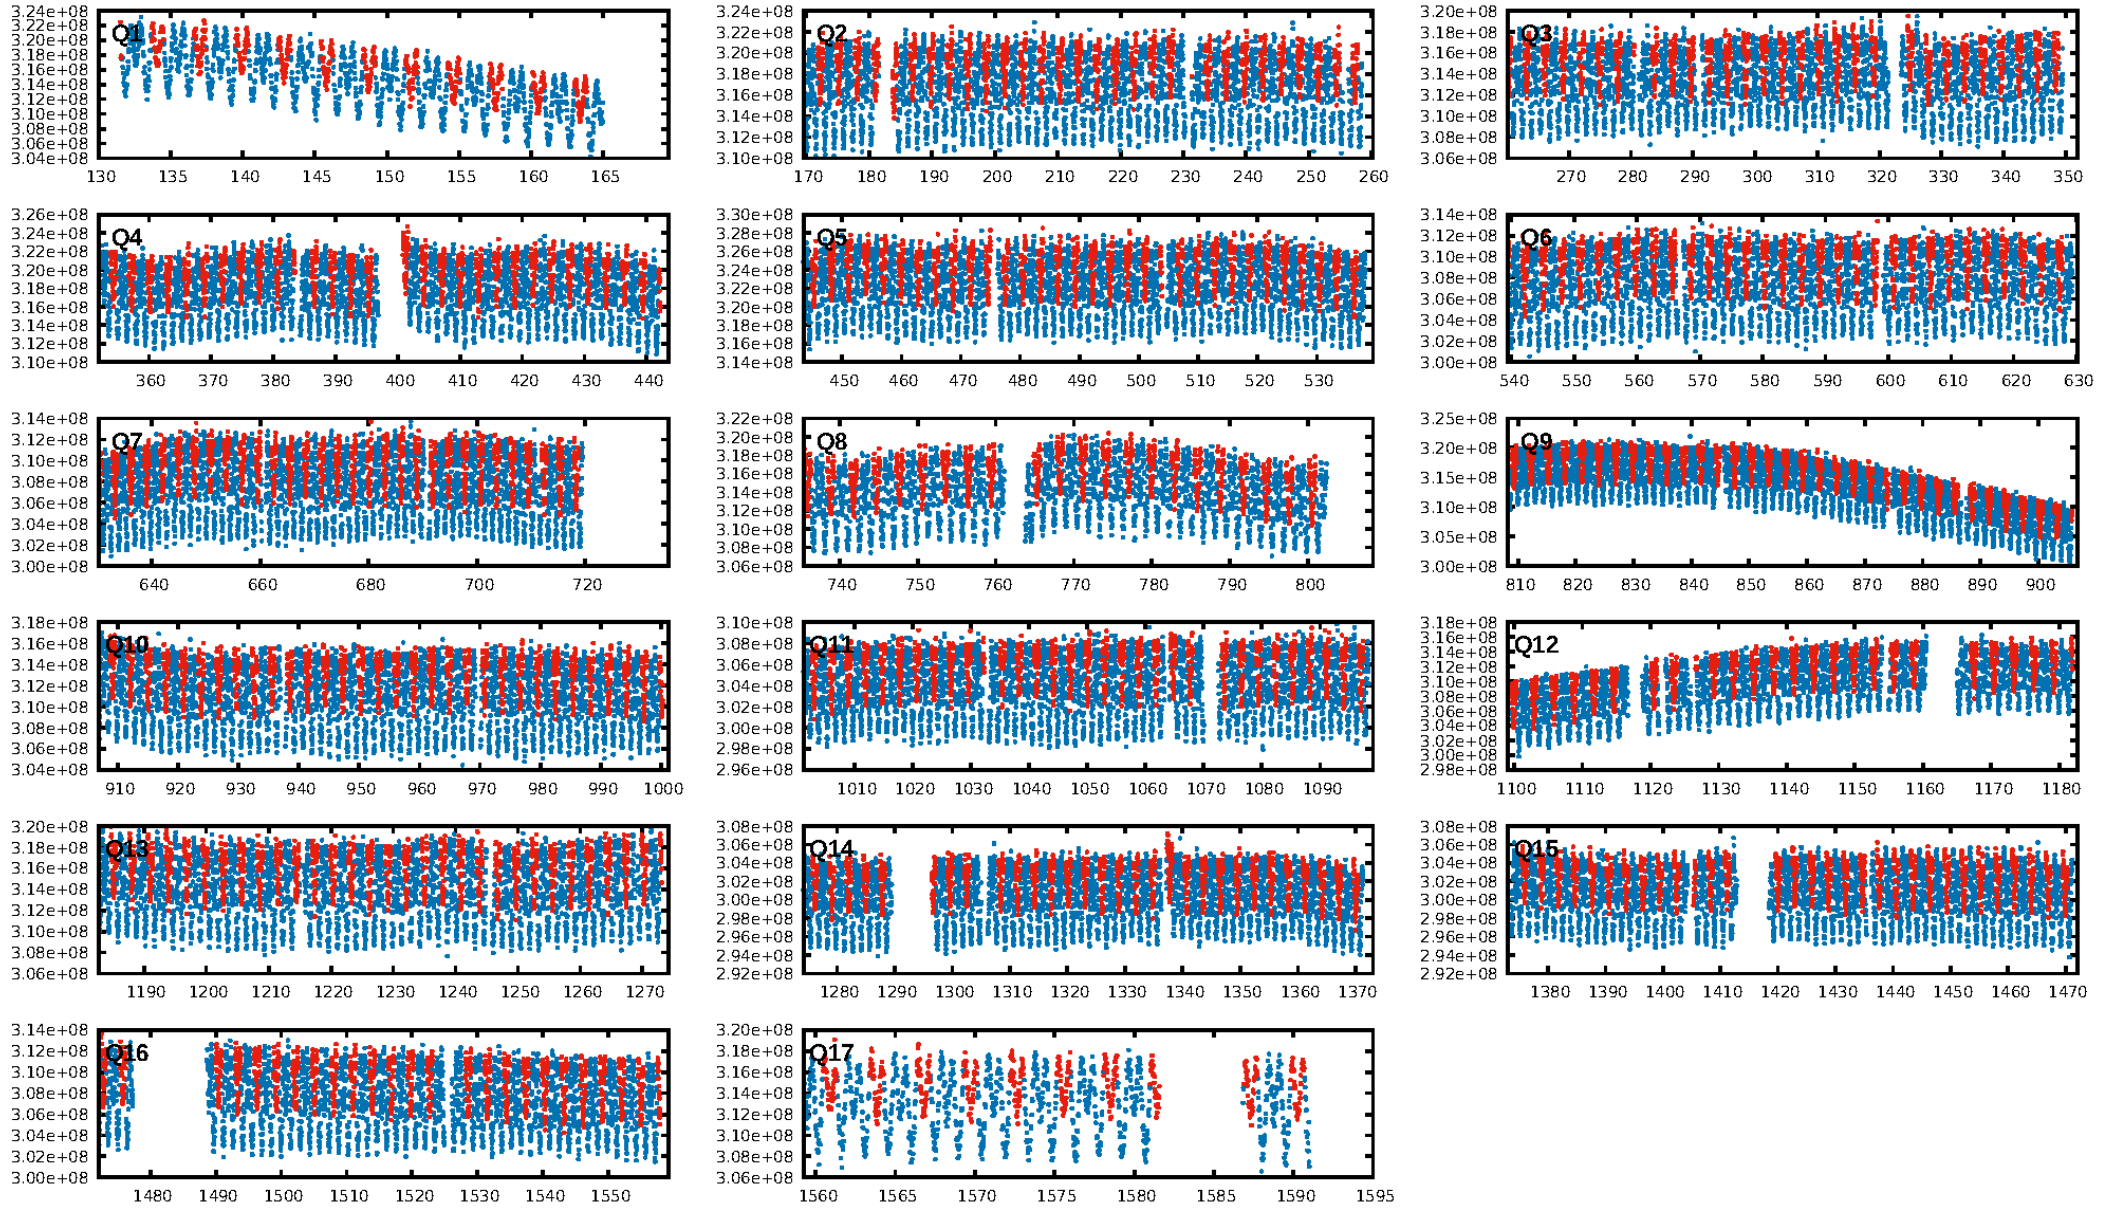 3.24e+08
3.22e+08
3.20e+08
3.18e+08
3.16e+08
3.14e+08
3.12e+08
3.10e+08
3.08e+08
3.06e+08
3.04e+08
Q1
130 135 140 145 150 155 160 165
3.24e+08
3.22e+08
3.20e+08
3.18e+08
3.16e+08
3.14e+08
3.12e+08
3.10e+08
Q2
170 180 190 200 210 220 230 240 250 260
3.20e+08
3.18e+08
3.16e+08
3.14e+08
3.12e+08
3.10e+08
3.08e+08
3.06e+08
Q3
270 280 290 300 310 320 330 340 350
3.26e+08
3.24e+08
3.22e+08
3.20e+08
3.18e+08
3.16e+08
3.14e+08
3.12e+08
3.10e+08
Q4
360 370 380 390 400 410 420 430 440
3.30e+08
3.28e+08
3.26e+08
3.24e+08
3.22e+08
3.20e+08
3.18e+08
3.16e+08
3.14e+08
Q5
450 460 470 480 490 500 510 520 530
3.14e+08
3.12e+08
3.10e+08
3.08e+08
3.06e+08
3.04e+08
3.02e+08
3.00e+08
Q6
540 550 560 570 580 590 600 610 620 630
3.14e+08
3.12e+08
3.10e+08
3.08e+08
3.06e+08
3.04e+08
3.02e+08
3.00e+08
Q7
640 660 680 700 720
3.22e+08
3.20e+08
3.18e+08
3.16e+08
3.14e+08
3.12e+08
3.10e+08
3.08e+08
3.06e+08
Q8
740 750 760 770 780 790 800
3.25e+08
3.20e+08
3.15e+08
3.10e+08
3.05e+08
3.00e+08
Q9
810 820 830 840 850 860 870 880 890 900
3.18e+08
3.16e+08
3.14e+08
3.12e+08
3.10e+08
3.08e+08
3.06e+08
3.04e+08
Q10
910 920 930 940 950 960 970 980 990 1000
3.10e+08
3.08e+08
3.06e+08
3.04e+08
3.02e+08
3.00e+08
2.98e+08
2.96e+08
Q11
1010 1020 1030 1040 1050 1060 1070 1080 1090
3.18e+08
3.16e+08
3.14e+08
3.12e+08
3.10e+08
3.08e+08
3.06e+08
3.04e+08
3.02e+08
3.00e+08
2.98e+08
Q12
1100 1110 1120 1130 1140 1150 1160 1170 1180
3.20e+08
3.18e+08
3.16e+08
3.14e+08
3.12e+08
3.10e+08
3.08e+08
3.06e+08
Q13
1190 1200 1210 1220 1230 1240 1250 1260 1270
3.08e+08
3.06e+08
3.04e+08
3.02e+08
3.00e+08
2.98e+08
2.96e+08
2.94e+08
2.92e+08
Q14
1280 1290 1300 1310 1320 1330 1340 1350 1360 1370
3.08e+08
3.06e+08
3.04e+08
3.02e+08
3.00e+08
2.98e+08
2.96e+08
2.94e+08
2.92e+08
Q15
1380 1390 1400 1410 1420 1430 1440 1450 1460 1470
3.14e+08
3.12e+08
3.10e+08
3.08e+08
3.06e+08
3.04e+08
3.02e+08
3.00e+08
Q16
1480 1490 1500 1510 1520 1530 1540 1550
3.20e+08
3.18e+08
3.16e+08
3.14e+08
3.12e+08
3.10e+08
3.08e+08
3.06e+08
Q17
1560 1565 1570 1575 1580 1585 1590 1595